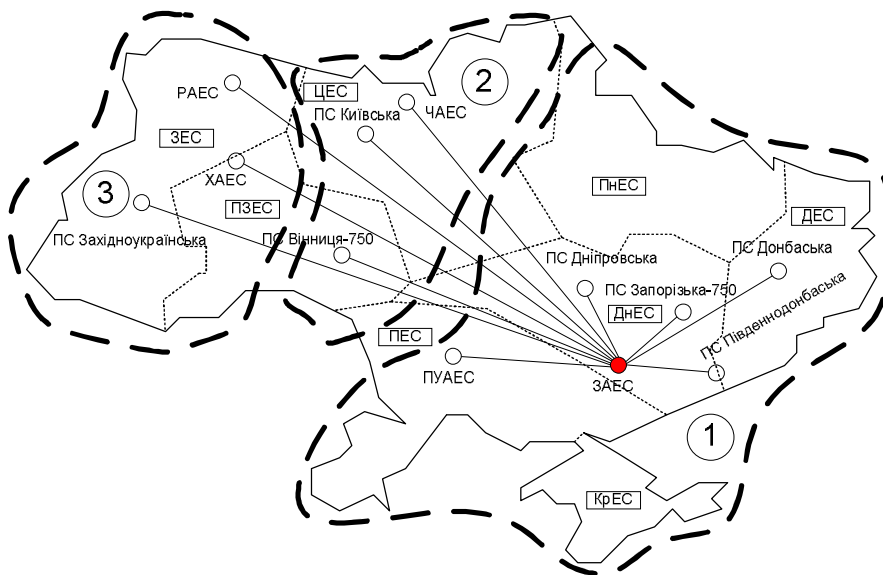 2
РАЕС
ЦЕС
ЧАЕС
ПС Київська
ЗЕС
ХАЕС
3
ПнЕС
ПЗЕС
ДЕС
ПС Західноукраїнська
ПС Вінниця-750
ПС Донбаська
ПС Дніпровська
ПС Запорізька-750
ДнЕС
ПС Південнодонбаська
ПЕС
ПУАЕС
ЗАЕС
1
КрЕС